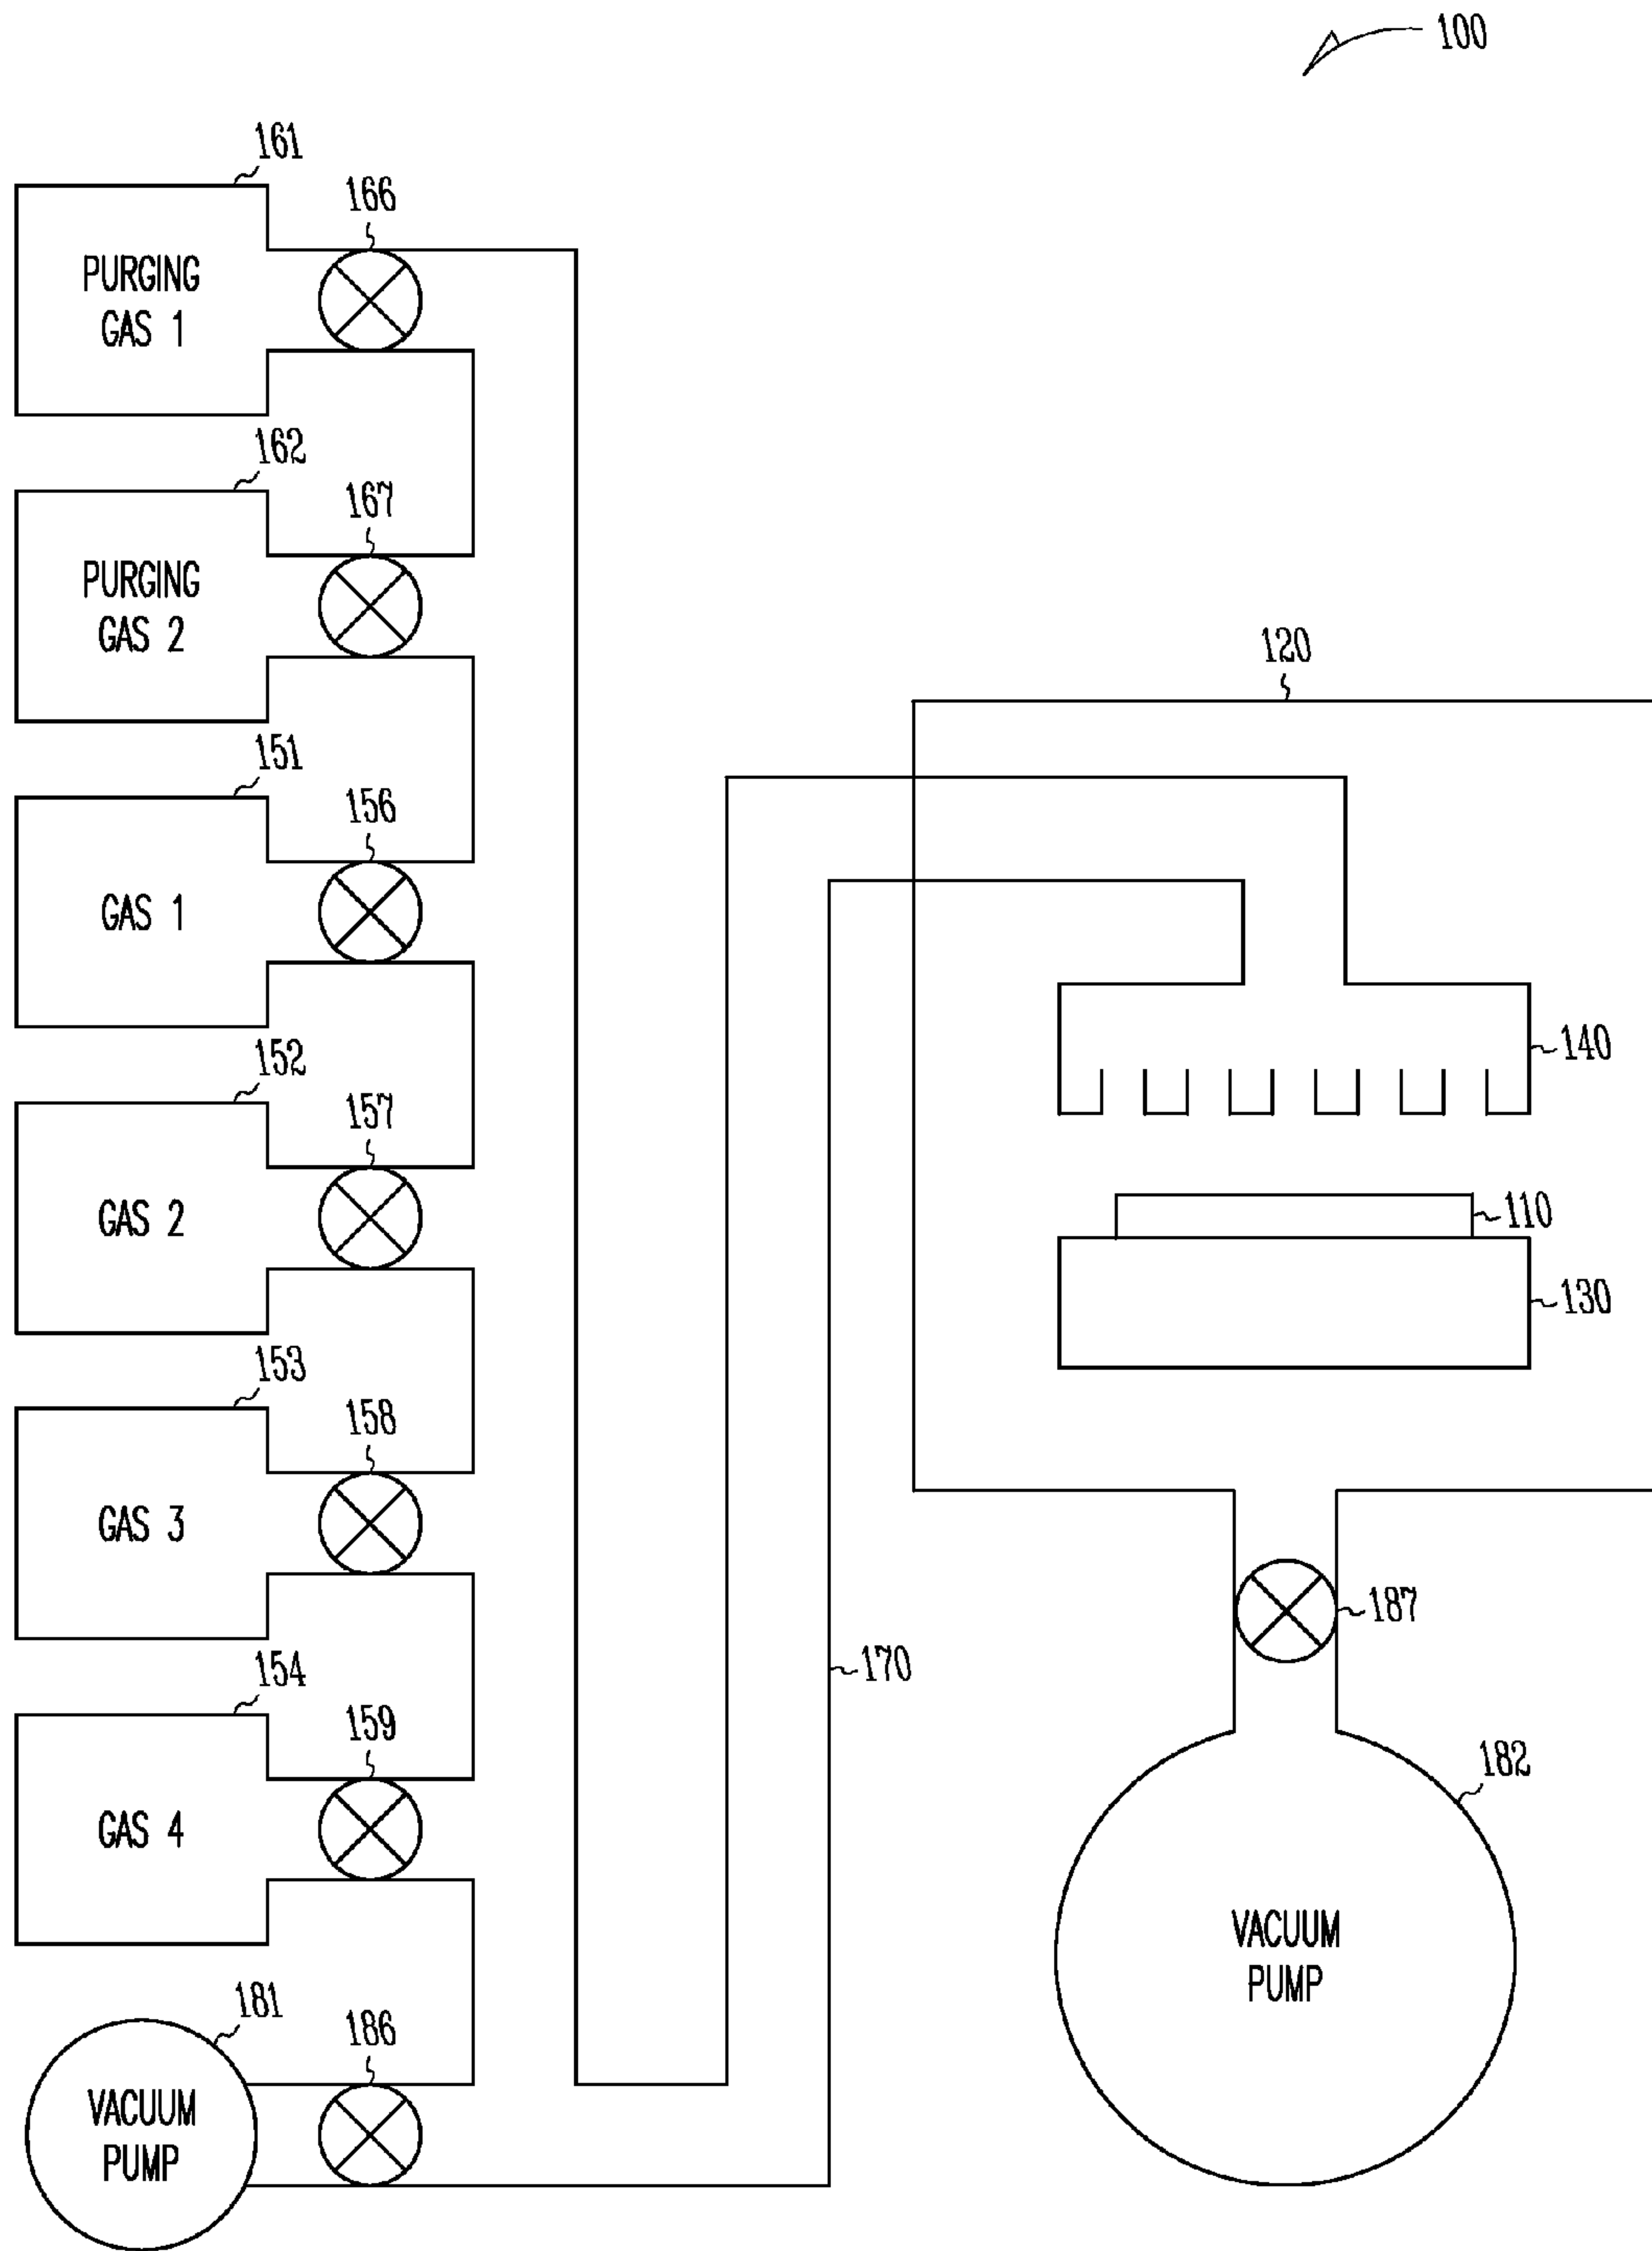 100
161
166
PURGING
GAS 1
162
167
PURGING
GAS 2
120
151
156
GAS 1
140
152
157
110
GAS 2
130
153
158
GAS 3
187
170
154
159
182
GAS 4
VACUUM
PUMP
181
186
VACUUM
PUMP